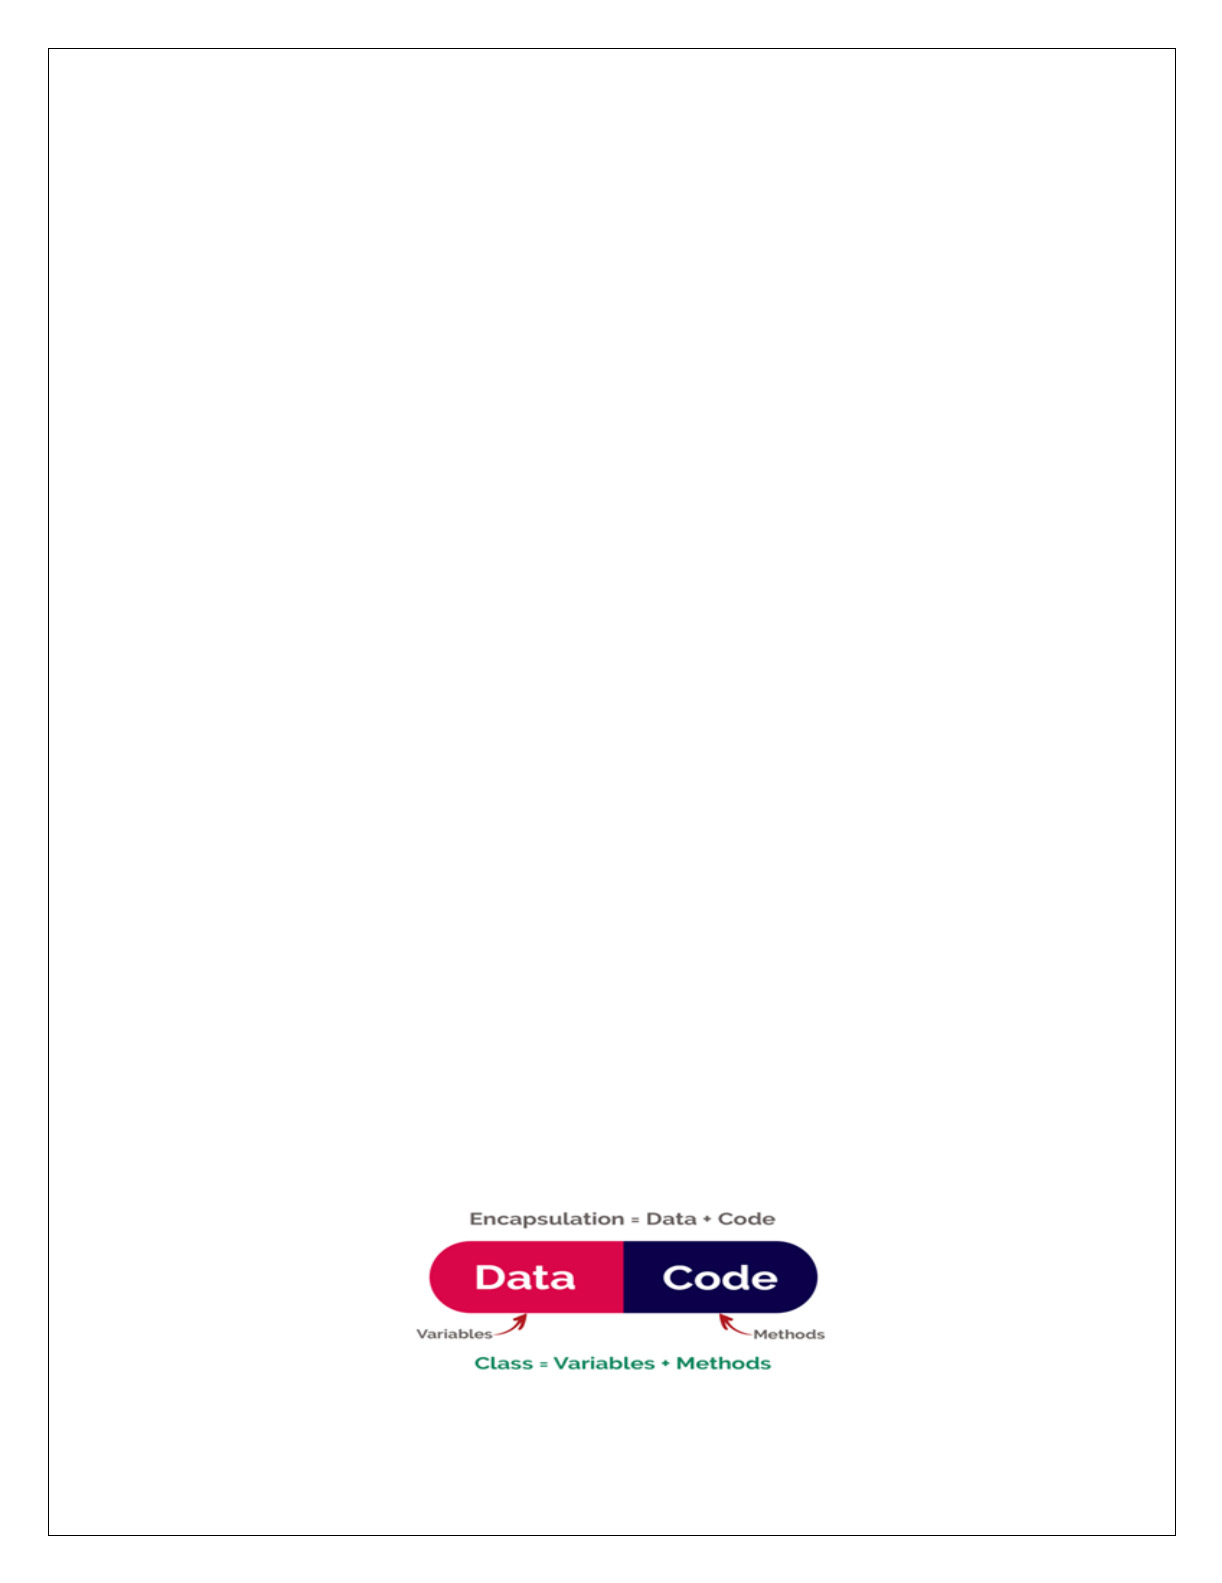 Encapsulation = Data + Code
Data Code
Variables Methods
Class = Variables + Methods